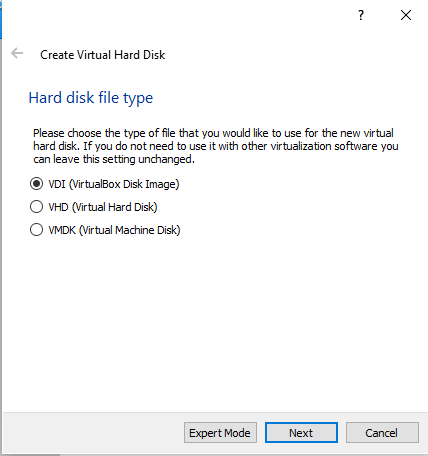 ?
Create Virtual Hard Disk
Hard disk file type
Please choose the type of file that you would like to use for the new virtual
hard disk. If you do not need to use it with other virtualization software you
can leave this setting unchanged.
VDI (VirtualBox Disk Image)
VHD (Virtual Hard Disk)
VMDK (Virtual Machine Disk)
Expert Mode Next Cancel